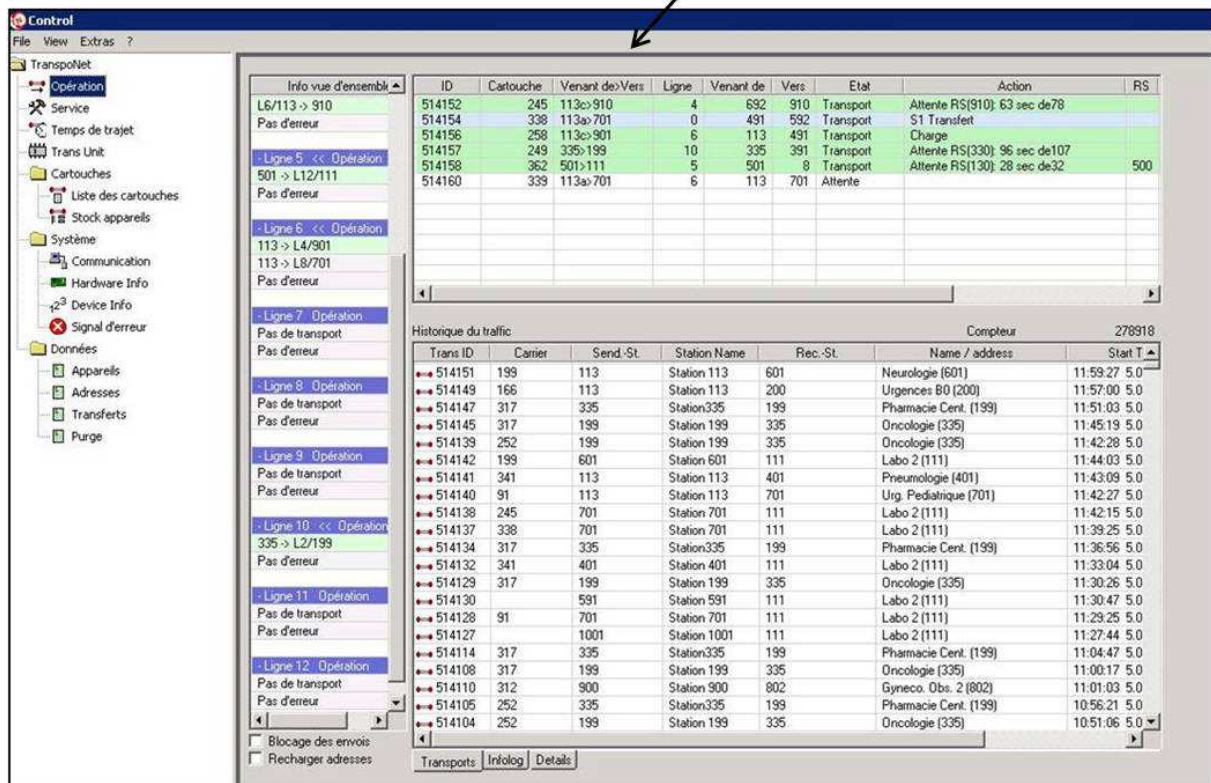 Control
File View Extras ?
TranspoNet
Opération
Service
Temps de trajet
Trans Unit
Cartouches
Liste des cartouches
Stock appareils
Système
Communication
Hardware Info
Device Info
Signal d'erreur
Données
Appareils
Adresses
Transferts
Purge
Info vue d'ensemble
L6/113 -> 910
Pas d'erreur
- Ligne 5 << Opération
501 -> L12/111
Pas d'erreur
- Ligne 6 << Opération
113 -> L4/901
113 -> L8/701
Pas d'erreur
- Ligne 7 Opération
Pas de transport
Pas d'erreur
- Ligne 8 Opération
Pas de transport
Pas d'erreur
- Ligne 9 Opération
Pas de transport
Pas d'erreur
- Ligne 10 << Opération
335 -> L2/199
Pas d'erreur
- Ligne 11 Opération
Pas de transport
Pas d'erreur
- Ligne 12 Opération
Pas de transport
Pas d'erreur
Blocage des envois
Recharger adresses
ID Cartouche Venant de>Vers Ligne Venant de Vers Etat Action RS
514152 245 113c>910 4 692 910 Transport Attente RS(910): 63 sec de78
514154 338 113a>701 0 491 592 Transport S1 Transfert
514156 258 113c>901 6 113 491 Transport Charge
514157 249 335>199 10 335 391 Transport Attente RS(330): 96 sec de107
514158 362 501>111 5 501 8 Transport Attente RS(130): 28 sec de32 500
514160 339 113a>701 6 113 701 Attente
Historique du traffic Compteur 278918
Trans ID Carrier Send.-St. Station Name Rec.-St. Name / address Start T
514151 199 113 Station 113 601 Neurologie (601) 11:59:27 5.0
514149 166 113 Station 113 200 Urgences B0 (200) 11:57:00 5.0
514147 317 335 Station335 199 Pharmacie Cent. (199) 11:51:03 5.0
514145 317 199 Station 199 335 Oncologie (335) 11:45:19 5.0
514139 252 199 Station 199 335 Oncologie (335) 11:42:28 5.0
514142 199 601 Station 601 111 Labo 2 (111) 11:44:03 5.0
514141 341 113 Station 113 401 Pneumologie (401) 11:43:09 5.0
514140 91 113 Station 113 701 Urg. Pediatrique (701) 11:42:27 5.0
514138 245 701 Station 701 111 Labo 2 (111) 11:42:15 5.0
514137 338 701 Station 701 111 Labo 2 (111) 11:39:25 5.0
514134 317 335 Station335 199 Pharmacie Cent. (199) 11:36:56 5.0
514132 341 401 Station 401 111 Labo 2 (111) 11:33:04 5.0
514129 317 199 Station 199 335 Oncologie (335) 11:30:26 5.0
514130 591 Station 591 111 Labo 2 (111) 11:30:47 5.0
514128 91 701 Station 701 111 Labo 2 (111) 11:29:25 5.0
514127 1001 Station 1001 111 Labo 2 (111) 11:27:44 5.0
514114 317 335 Station335 199 Pharmacie Cent. (199) 11:04:47 5.0
514108 317 199 Station 199 335 Oncologie (335) 11:00:17 5.0
514110 312 900 Station 900 802 Gyneco. Obs. 2 (802) 11:01:03 5.0
514105 252 335 Station335 199 Pharmacie Cent. (199) 10:56:21 5.0
514104 252 199 Station 199 335 Oncologie (335) 10:51:06 5.0
Transports Infolog Details